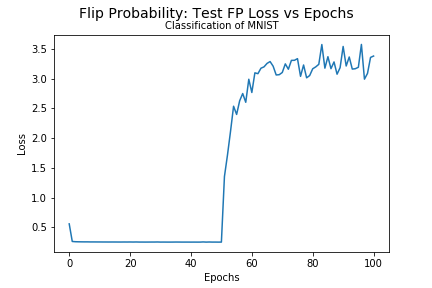 Flip Probability: Test FP Loss vs Epochs
Classification of MNIST
3.5
3.0
2.5
2.0
1.5
1.0
0.5
Loss
0 20 40 60 80 100
Epochs